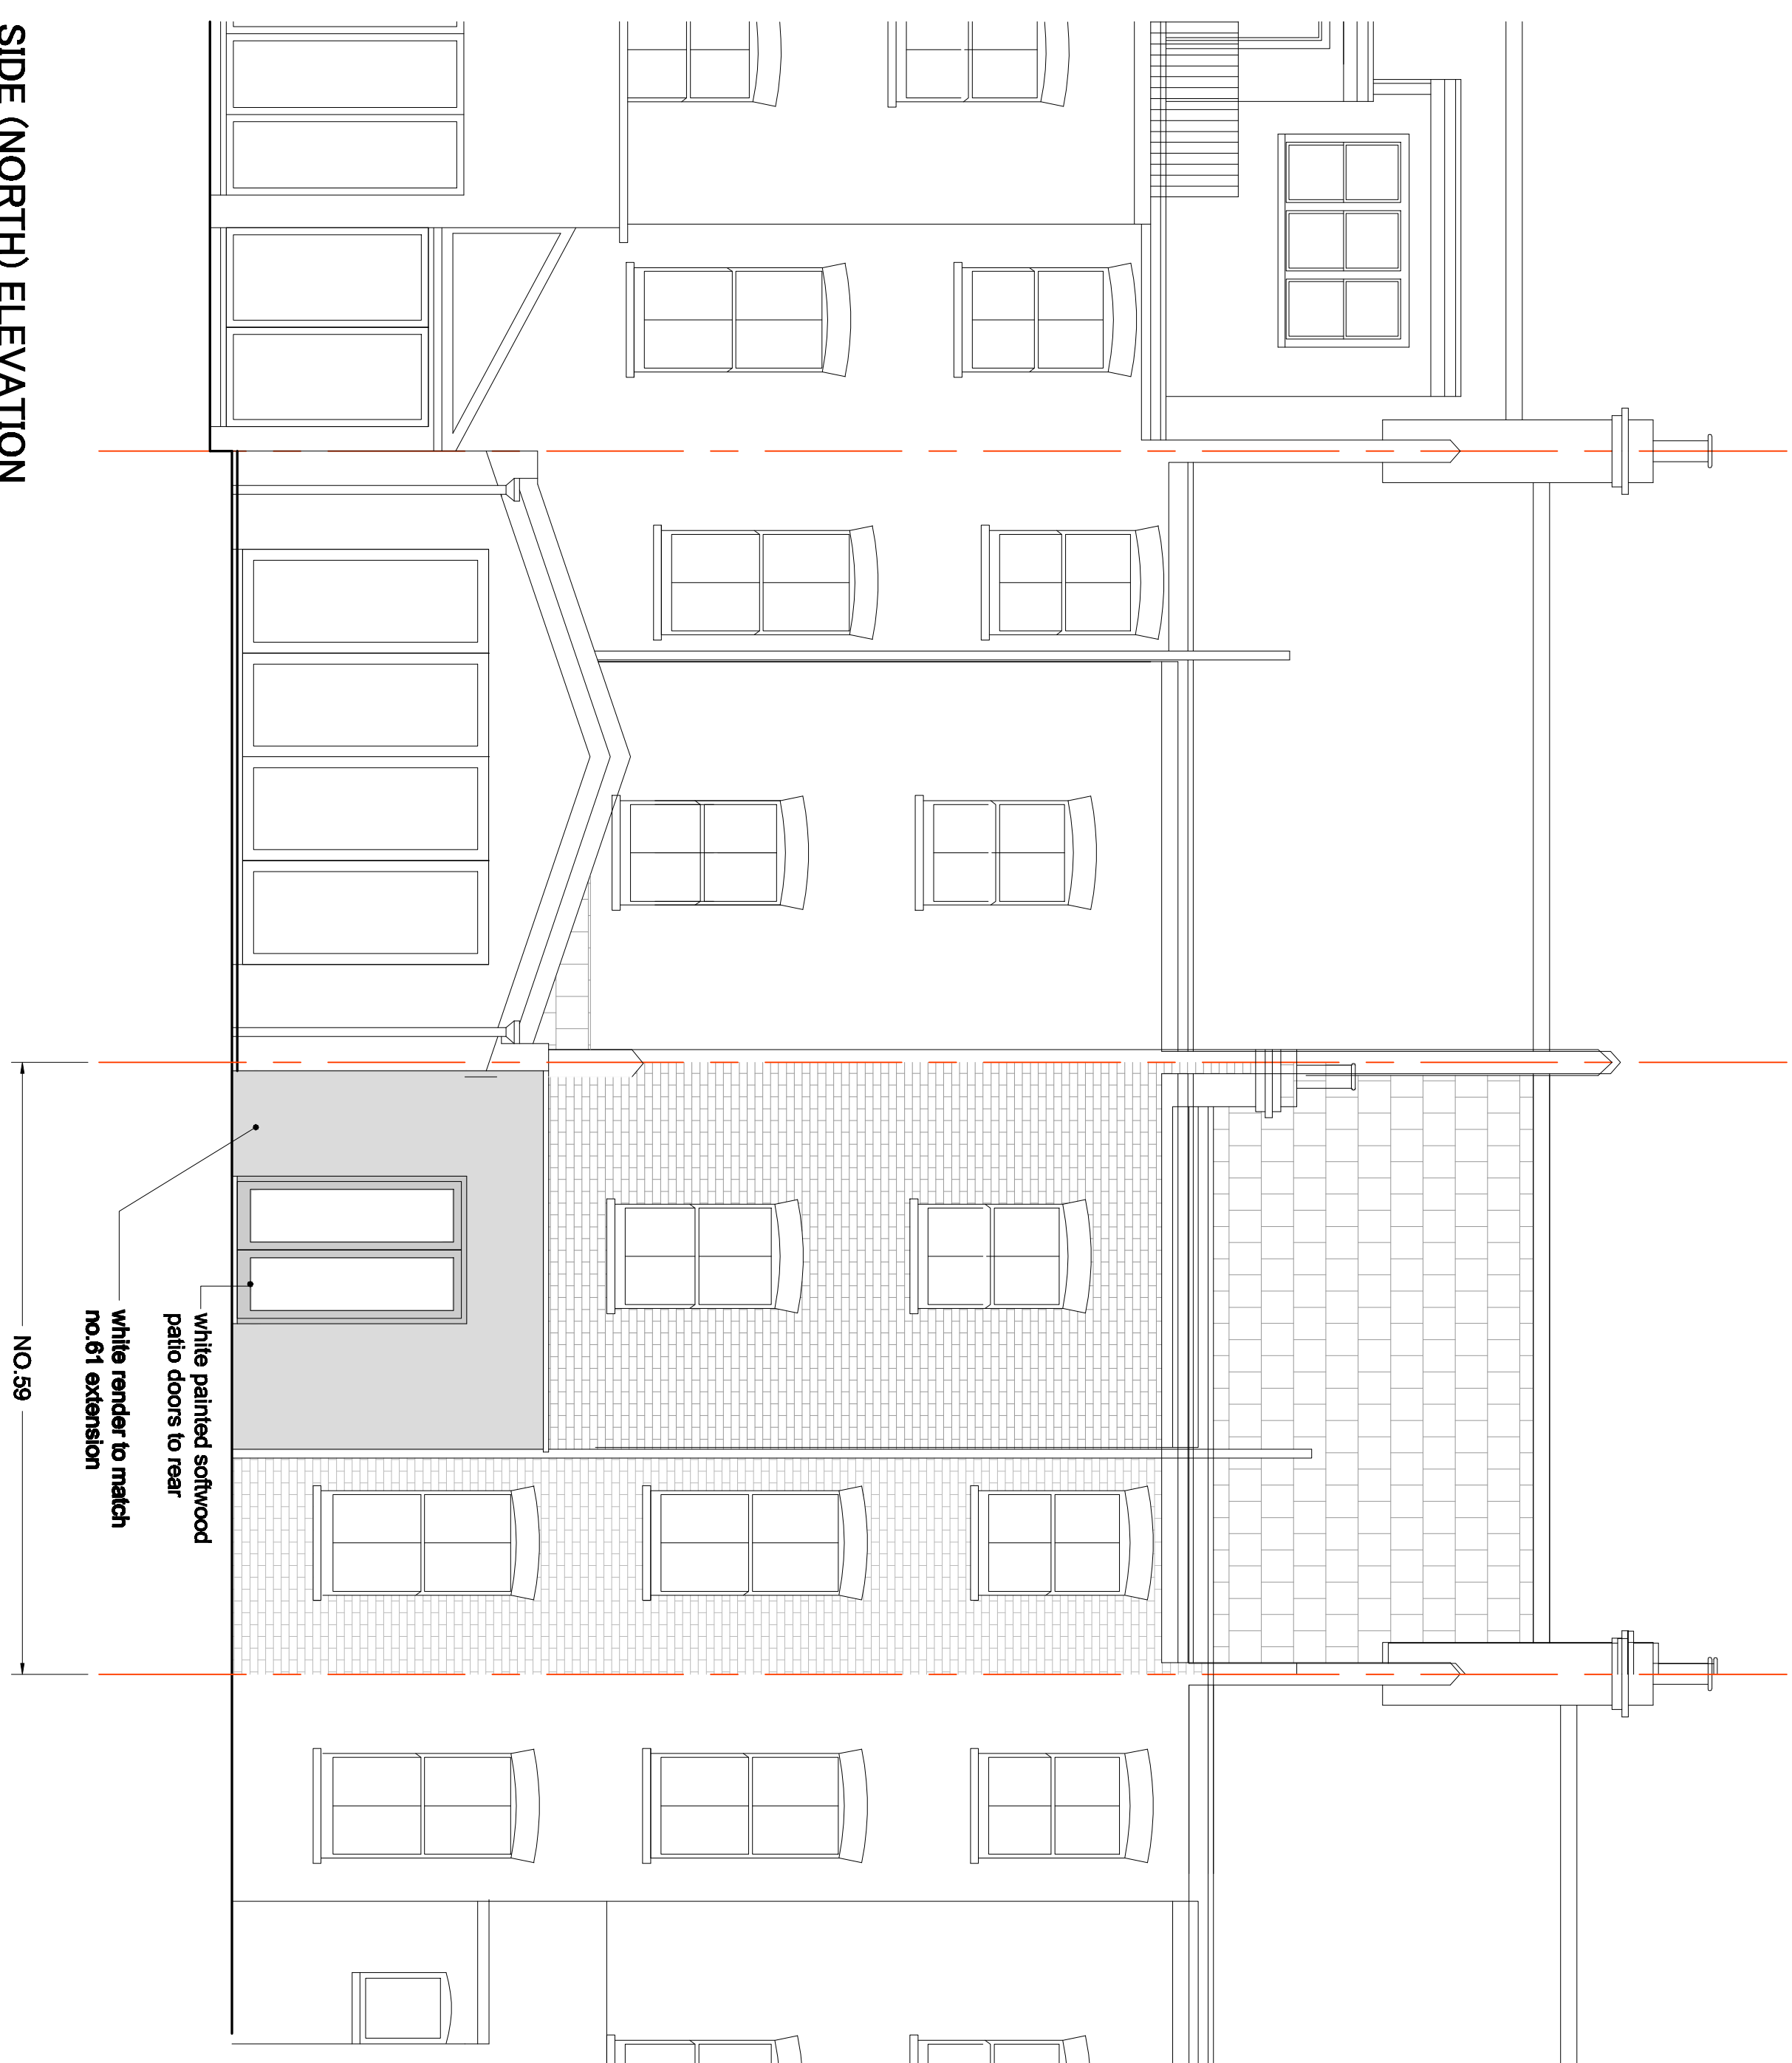 SIDE (NORTH) ELEVATION
white painted softwood
patio doors to rear
white render to match
no.61 extension
NO.59